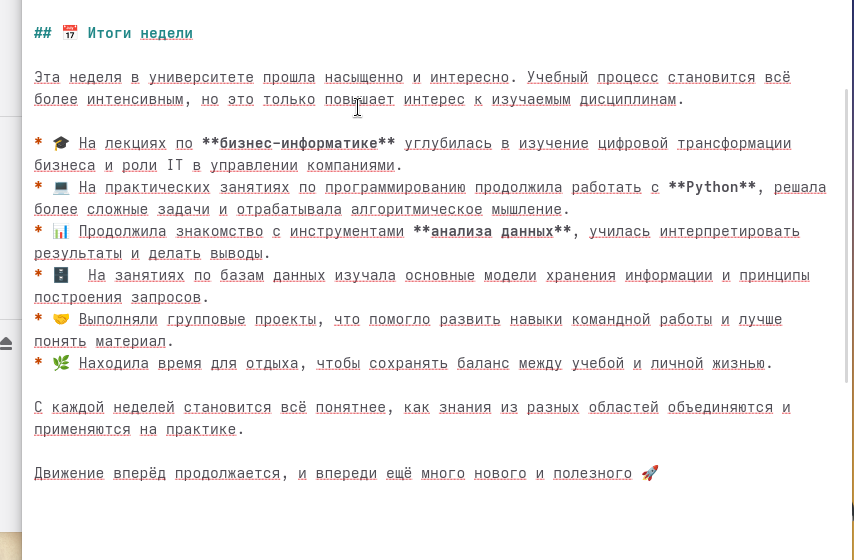 ## 📅 Итоги недели
Эта неделя в университете прошла насыщенно и интересно. Учебный процесс становится всё
более интенсивным, но это только повышает интерес к изучаемым дисциплинам.
* 🎓 На лекциях по **бизнес-информатике** углубилась в изучение цифровой трансформации
бизнеса и роли IT в управлении компаниями.
* 💻 На практических занятиях по программированию продолжила работать с **Python**, решала
более сложные задачи и отрабатывала алгоритмическое мышление.
* 📊 Продолжила знакомство с инструментами **анализа данных**, училась интерпретировать
результаты и делать выводы.
* 🗄️ На занятиях по базам данных изучала основные модели хранения информации и принципы
построения запросов.
* 🤝 Выполняли групповые проекты, что помогло развить навыки командной работы и лучше
понять материал.
* 🌿 Находила время для отдыха, чтобы сохранять баланс между учебой и личной жизнью.
С каждой неделей становится всё понятнее, как знания из разных областей объединяются и
применяются на практике.
Движение вперёд продолжается, и впереди ещё много нового и полезного 🚀